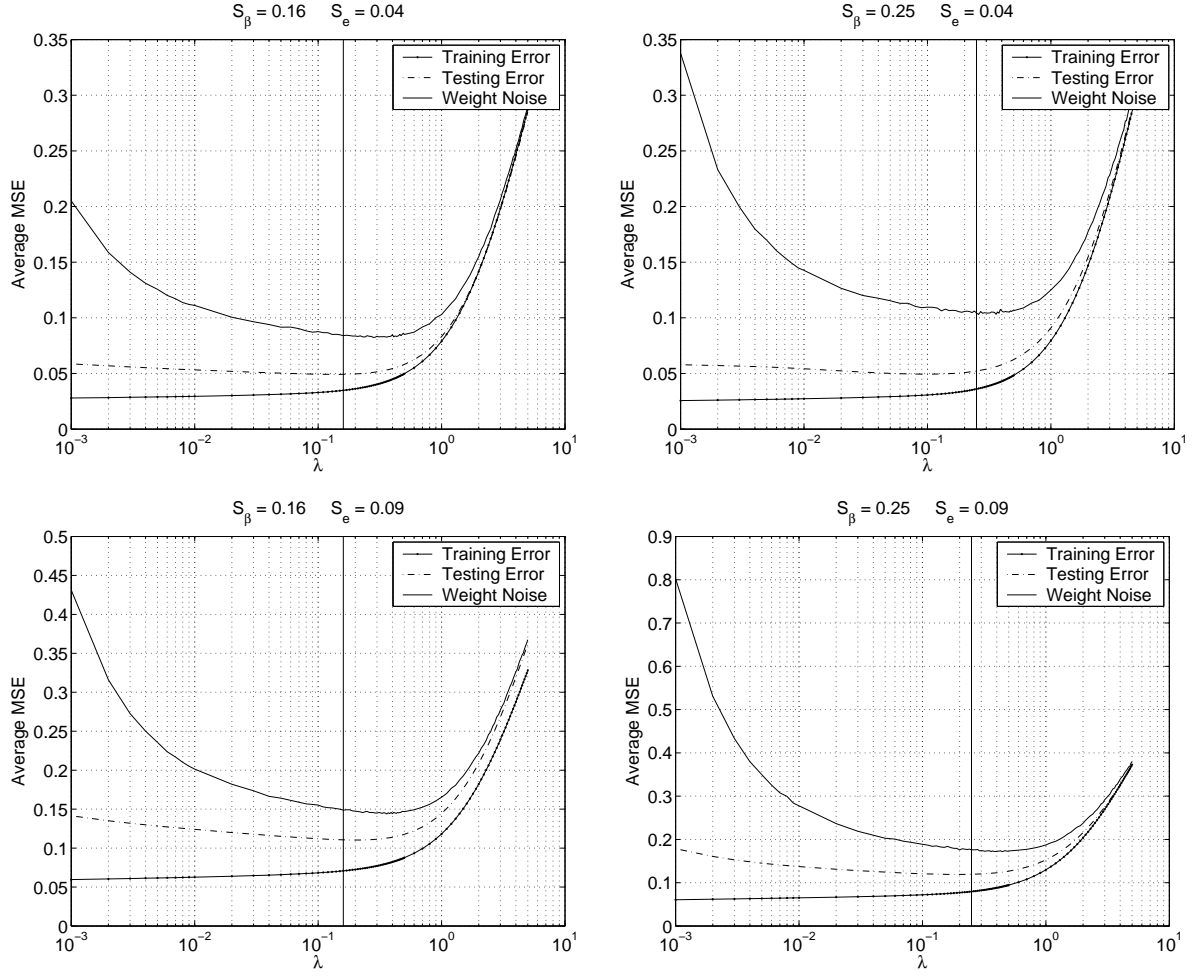 S_β = 0.16 S_e = 0.04
Average MSE
0.35
0.3
0.25
0.2
0.15
0.1
0.05
0
Training Error
Testing Error
Weight Noise
10^−3 10^−2 10^−1 10^0 10^1
λ
S_β = 0.25 S_e = 0.04
Average MSE
0.35
0.3
0.25
0.2
0.15
0.1
0.05
0
Training Error
Testing Error
Weight Noise
10^−3 10^−2 10^−1 10^0 10^1
λ
S_β = 0.16 S_e = 0.09
Average MSE
0.5
0.45
0.4
0.35
0.3
0.25
0.2
0.15
0.1
0.05
0
Training Error
Testing Error
Weight Noise
10^−3 10^−2 10^−1 10^0 10^1
λ
S_β = 0.25 S_e = 0.09
Average MSE
0.9
0.8
0.7
0.6
0.5
0.4
0.3
0.2
0.1
0
Training Error
Testing Error
Weight Noise
10^−3 10^−2 10^−1 10^0 10^1
λ